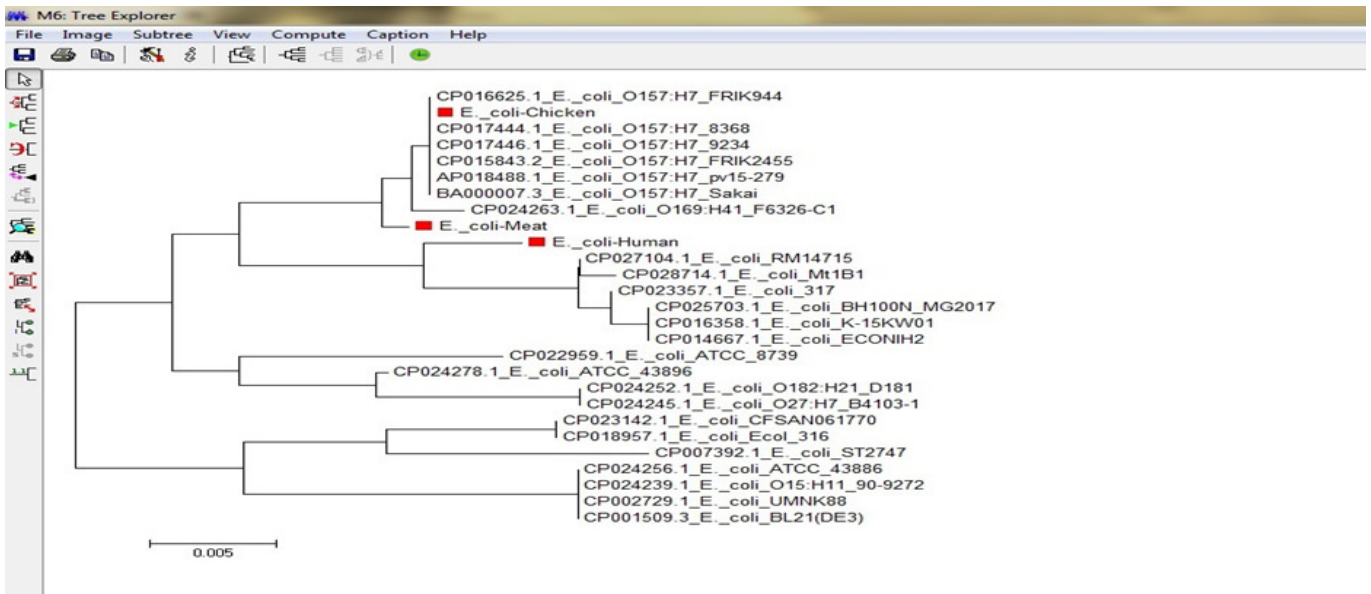 M6: Tree Explorer
File Image Subtree View Compute Caption Help
CP016625.1_E._coli_O157:H7_FRIK944
E._coli-Chicken
CP017444.1_E._coli_O157:H7_8368
CP017446.1_E._coli_O157:H7_9234
CP015843.2_E._coli_O157:H7_FRIK2455
AP018488.1_E._coli_O157:H7_pv15-279
BA000007.3_E._coli_O157:H7_Sakai
CP024263.1_E._coli_O169:H41_F6326-C1
E._coli-Meat
E._coli-Human
CP027104.1_E._coli_RM14715
CP028714.1_E._coli_Mt1B1
CP023357.1_E._coli_317
CP025703.1_E._coli_BH100N_MG2017
CP016358.1_E._coli_K-15KW01
CP014667.1_E._coli_ECONIH2
CP022959.1_E._coli_ATCC_8739
CP024278.1_E._coli_ATCC_43896
CP024252.1_E._coli_O182:H21_D181
CP024245.1_E._coli_O27:H7_B4103-1
CP023142.1_E._coli_CFSAN061770
CP018957.1_E._coli_Ecol_316
CP007392.1_E._coli_ST2747
CP024256.1_E._coli_ATCC_43886
CP024239.1_E._coli_O15:H11_90-9272
CP002729.1_E._coli_UMNK88
CP001509.3_E._coli_BL21(DE3)
0.005